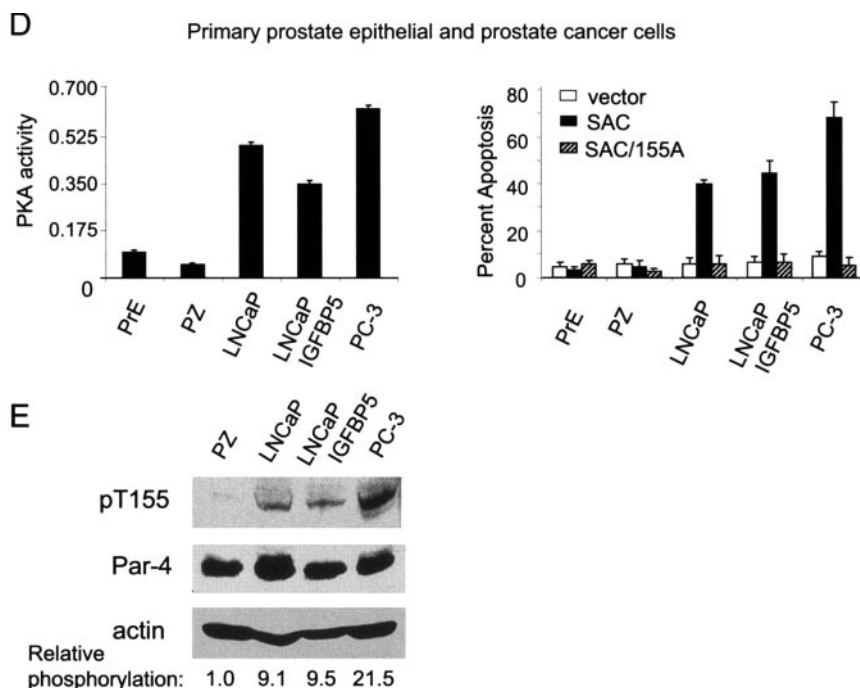 D
Primary prostate epithelial and prostate cancer cells
PKA activity
0.700
0.525
0.350
0.175
0
PrE
PZ
LNCaP
LNCaP
IGFBP5
PC-3
Percent Apoptosis
80
60
40
20
0
vector
SAC
SAC/155A
PrE
PZ
LNCaP
LNCaP
IGFBP5
PC-3
E
PZ
LNCaP
LNCaP
IGFBP5
PC-3
pT155
Par-4
actin
Relative
phosphorylation: 1.0 9.1 9.5 21.5